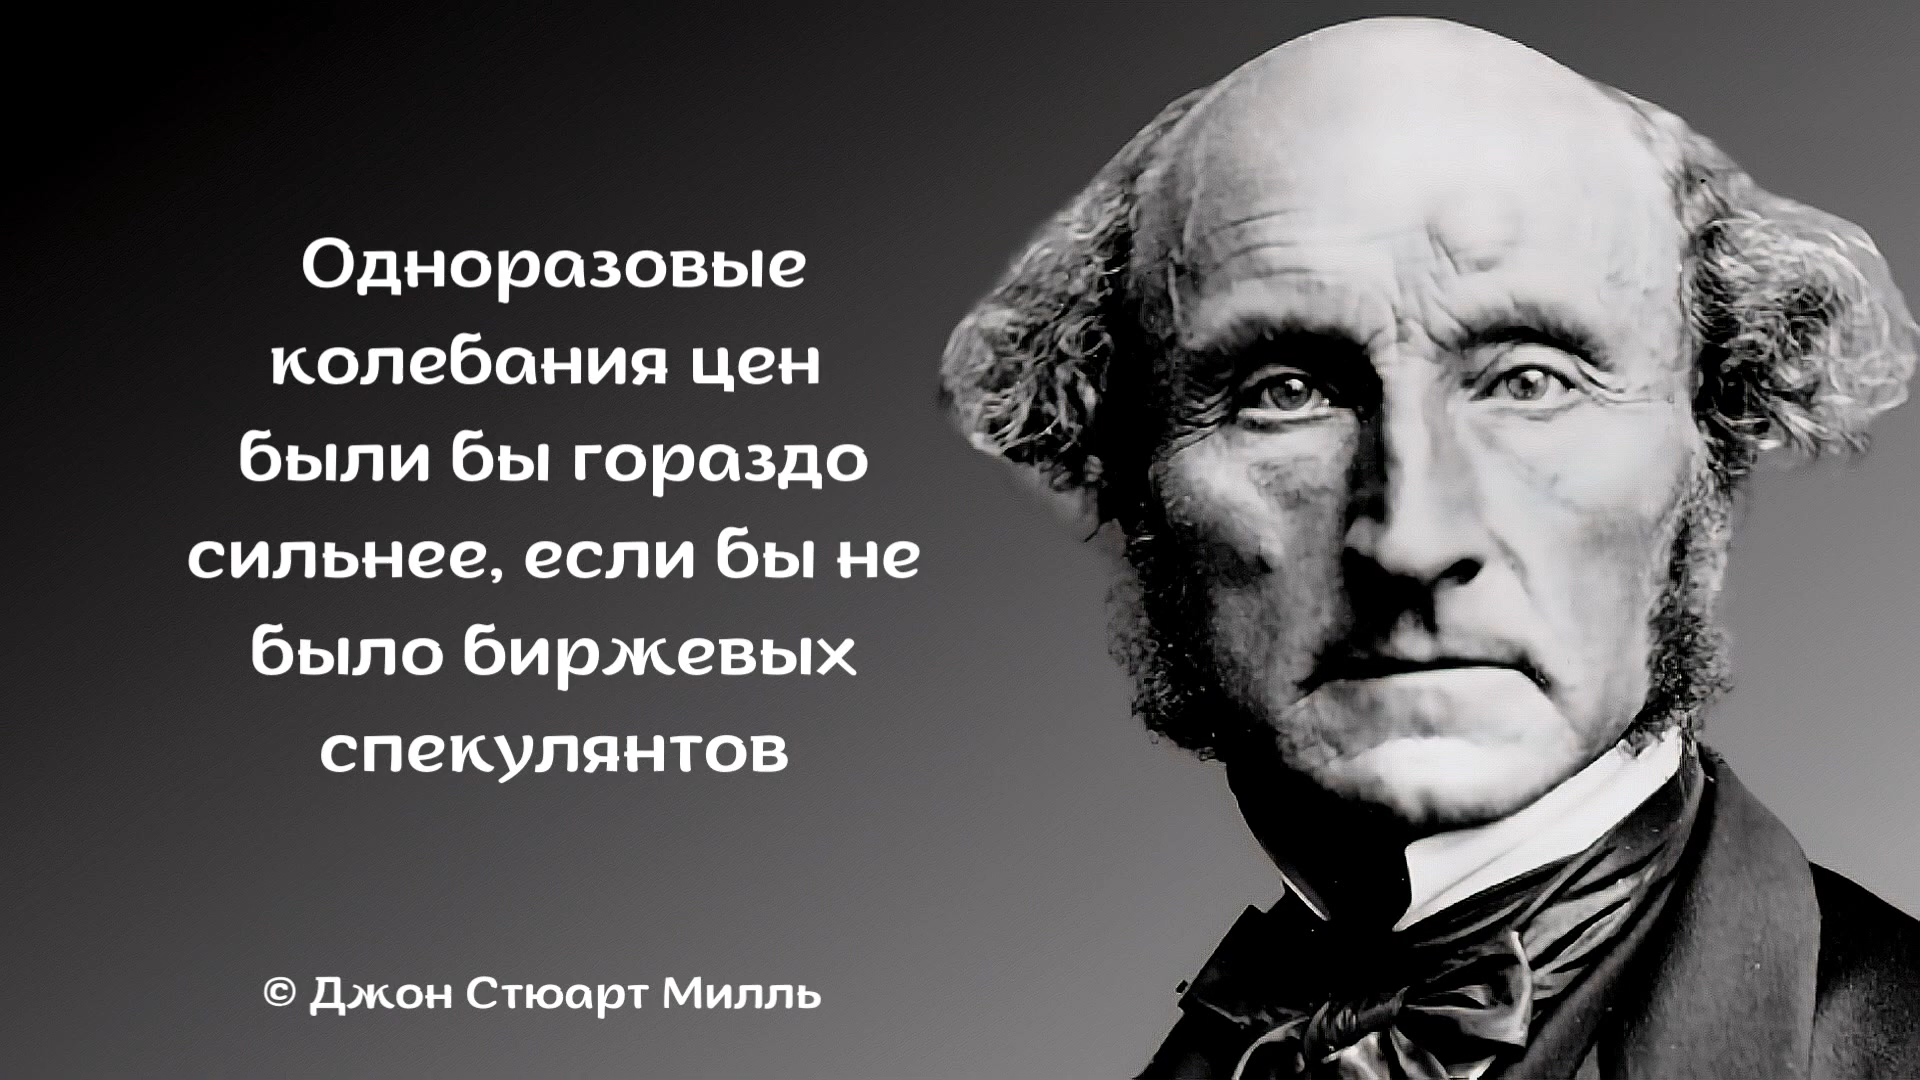 Одноразовые
колебания цен
были бы гораздо
сильнее, если бы не
было биржевых
спекулянтов
© Джон Стюарт Милль